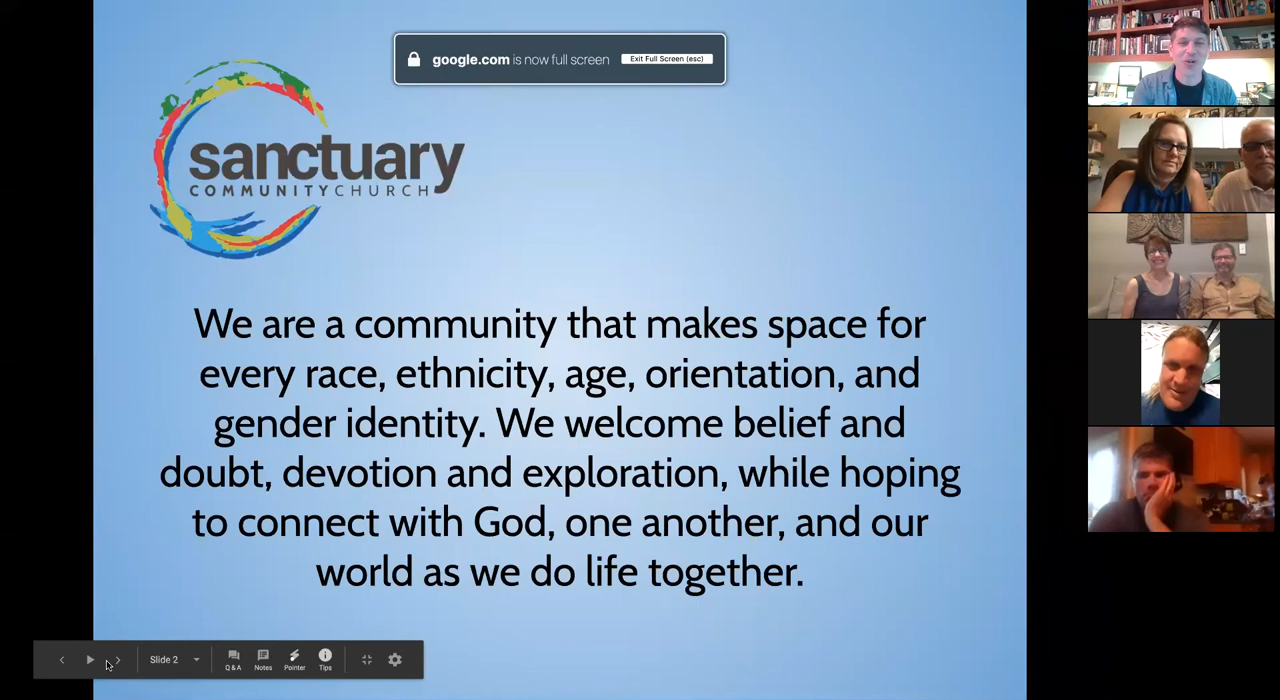 google.com is now full screen Exit Full Screen (esc)
sanctuary
COMMUNITYCHURCH
We are a community that makes space for
every race, ethnicity, age, orientation, and
gender identity. We welcome belief and
doubt, devotion and exploration, while hoping
to connect with God, one another, and our
world as we do life together.
Slide 2
Q&A Notes Pointer Tips